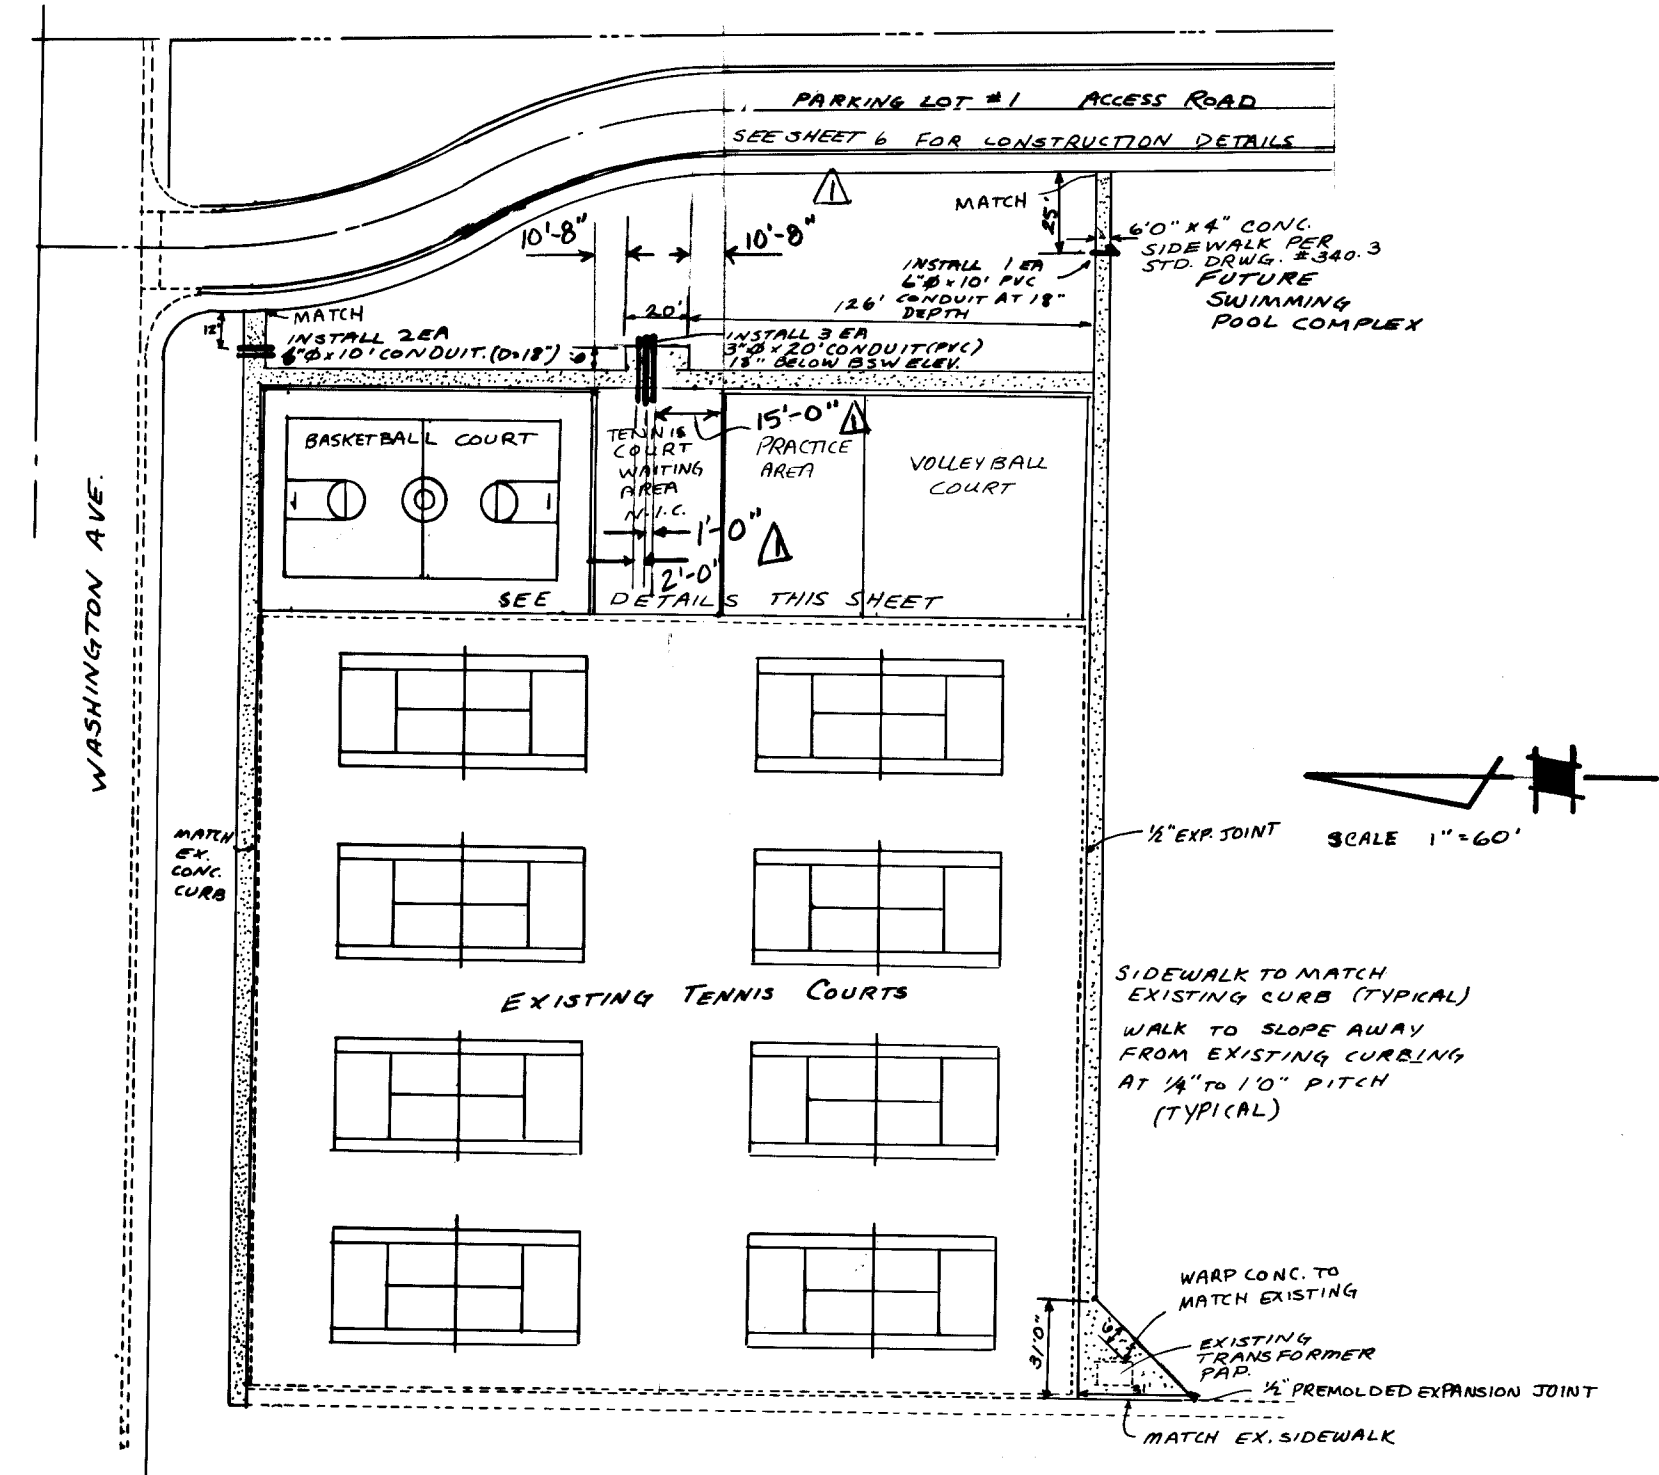 PARKING LOT #1 ACCESS ROAD
SEE SHEET 6 FOR CONSTRUCTION DETAILS
1
MATCH
25'
6'0" x 4" CONC.
SIDEWALK PER
STD. DRWG. #340.3
FUTURE
SWIMMING
POOL COMPLEX
10'-8"
10'-8"
INSTALL 1 EA
6"Ø x 10' PVC
CONDUIT AT 18"
DEPTH
126'
20'
MATCH
12'
INSTALL 2 EA
6"Ø x 10' CONDUIT. (D=18")
6'
INSTALL 3 EA
3"Ø x 20' CONDUIT (PVC)
18" BELOW BSW ELEV.
BASKETBALL COURT
TENNIS
COURT
WAITING
AREA
N.I.C.
15'-0"
1
PRACTICE
AREA
VOLLEYBALL
COURT
1'-0"
1
2'-0"
SEE DETAILS THIS SHEET
WASHINGTON AVE.
MATCH
EX.
CONC.
CURB
1/2" EXP. JOINT
SCALE 1"=60'
EXISTING TENNIS COURTS
SIDEWALK TO MATCH
EXISTING CURB (TYPICAL)
WALK TO SLOPE AWAY
FROM EXISTING CURBING
AT 1/4" TO 1'0" PITCH
(TYPICAL)
WARP CONC. TO
MATCH EXISTING
31'0"
EXISTING
TRANSFORMER
PAP.
1/2" PREMOLDED EXPANSION JOINT
MATCH EX. SIDEWALK